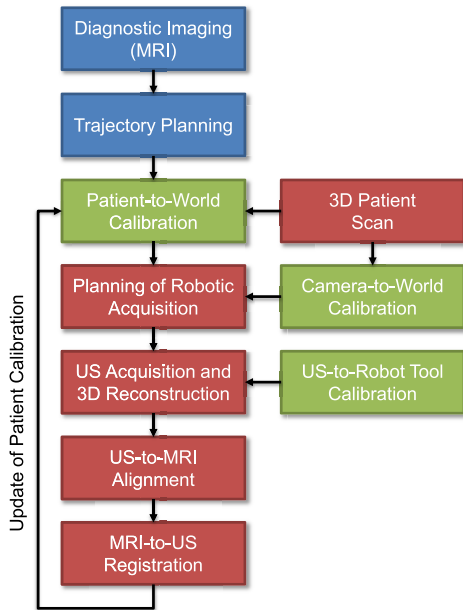 Diagnostic Imaging
(MRI)
Trajectory Planning
Patient-to-World
Calibration
3D Patient
Scan
Planning of Robotic
Acquisition
Camera-to-World
Calibration
US Acquisition and
3D Reconstruction
US-to-Robot Tool
Calibration
US-to-MRI
Alignment
MRI-to-US
Registration
Update of Patient Calibration